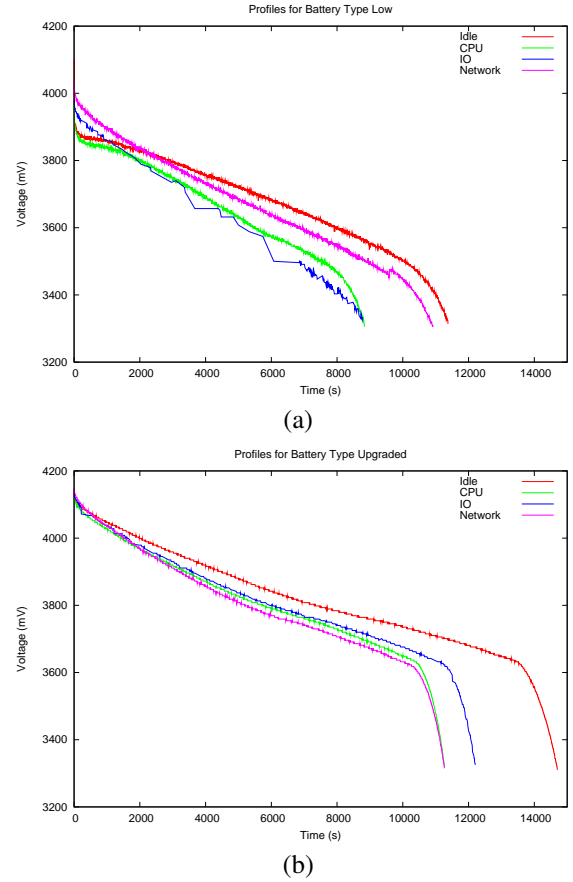 Profiles for Battery Type Low
4200
4000
3800
3600
3400
3200
Voltage (mV)
Idle
CPU
IO
Network
0 2000 4000 6000 8000 10000 12000 14000
Time (s)
(a)
Profiles for Battery Type Upgraded
4200
4000
3800
3600
3400
3200
Voltage (mV)
Idle
CPU
IO
Network
0 2000 4000 6000 8000 10000 12000 14000
Time (s)
(b)